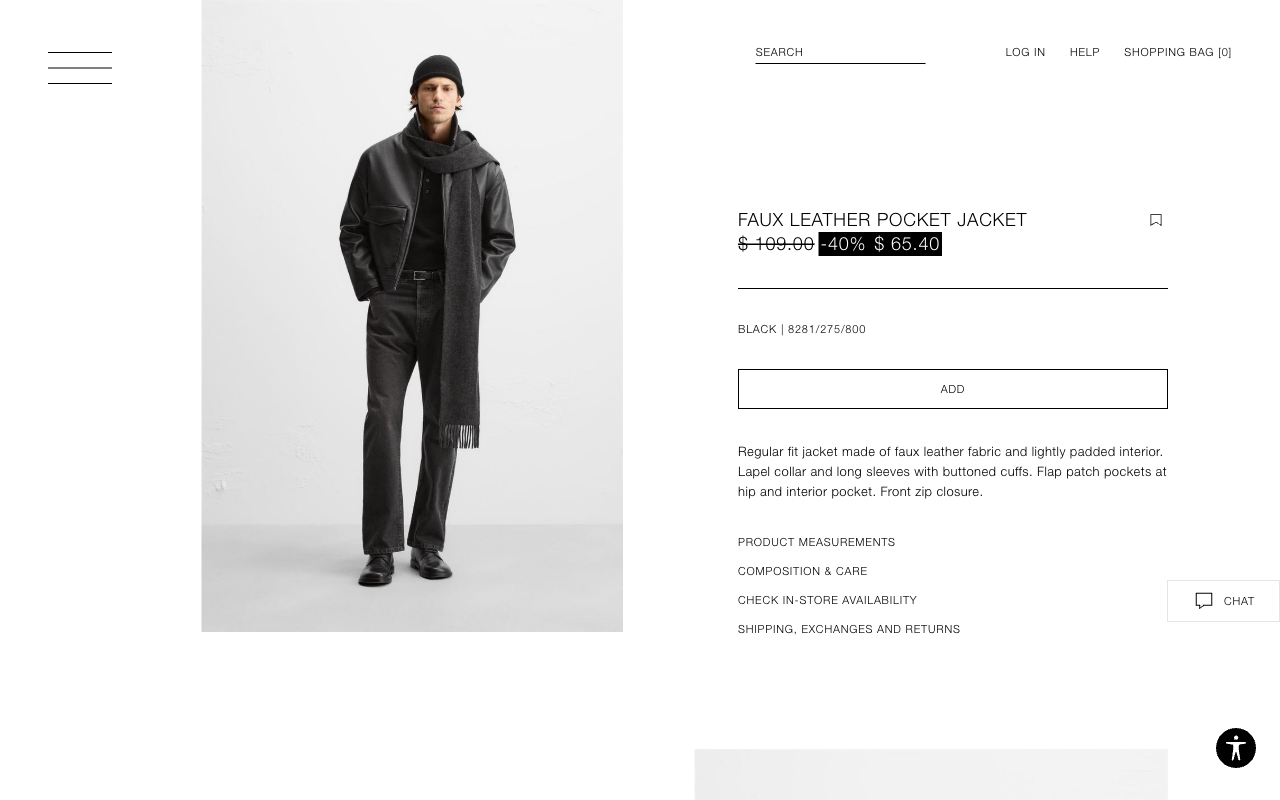 SEARCH
LOG IN
HELP
SHOPPING BAG [0]
FAUX LEATHER POCKET JACKET
$ 109.00 -40% $ 65.40
BLACK | 8281/275/800
ADD
Regular fit jacket made of faux leather fabric and lightly padded interior.
Lapel collar and long sleeves with buttoned cuffs. Flap patch pockets at
hip and interior pocket. Front zip closure.
PRODUCT MEASUREMENTS
COMPOSITION & CARE
CHECK IN-STORE AVAILABILITY
SHIPPING, EXCHANGES AND RETURNS
CHAT